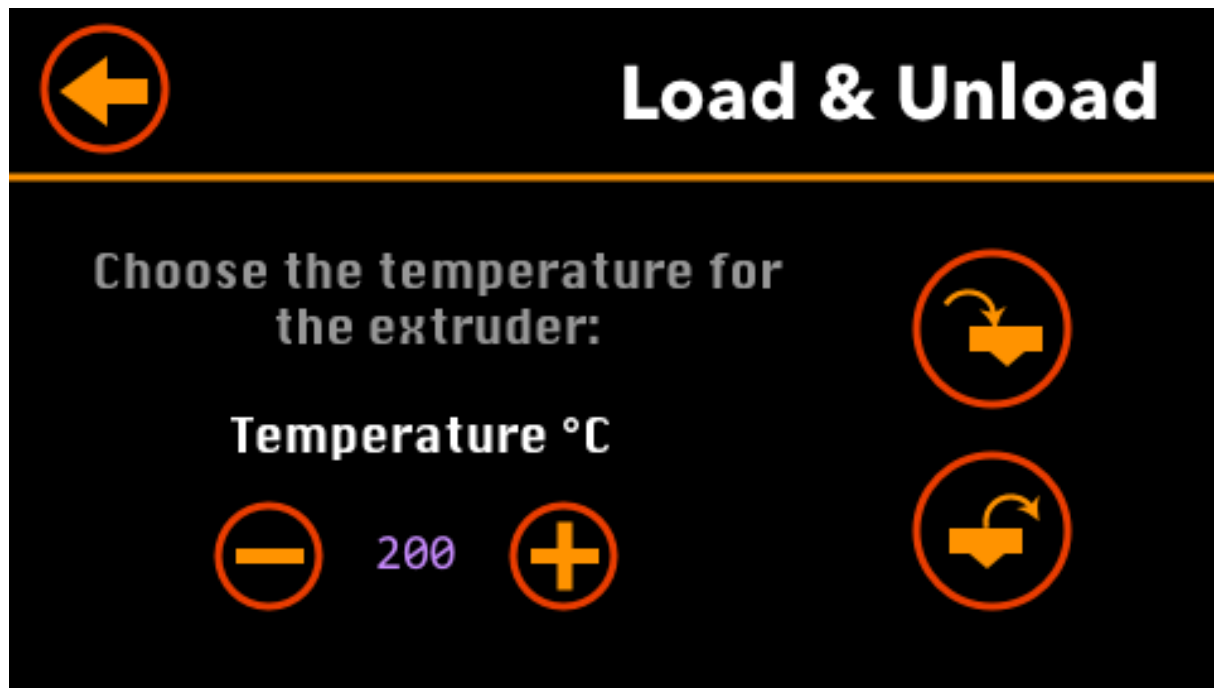 Load & Unload
Choose the temperature for
the extruder:
Temperature °C
200